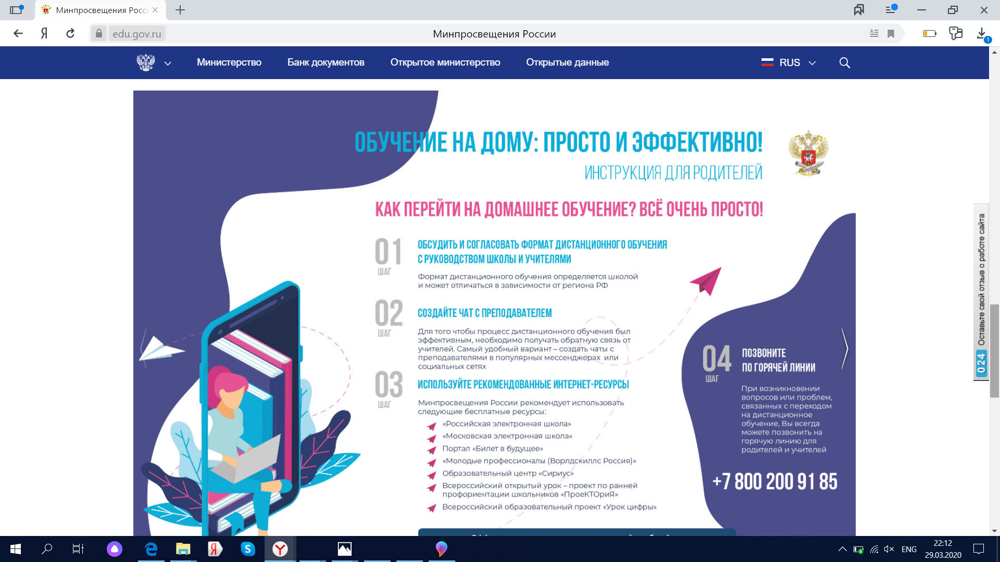 Минпросвещения Росси
Я
edu.gov.ru
Минпросвещения России
1
Министерство
Банк документов
Открытое министерство
Открытые данные
RUS
ОБУЧЕНИЕ НА ДОМУ: ПРОСТО И ЭФФЕКТИВНО!
ИНСТРУКЦИЯ ДЛЯ РОДИТЕЛЕЙ
КАК ПЕРЕЙТИ НА ДОМАШНЕЕ ОБУЧЕНИЕ? ВСЁ ОЧЕНЬ ПРОСТО!
01
ШАГ
ОБСУДИТЬ И СОГЛАСОВАТЬ ФОРМАТ ДИСТАНЦИОННОГО ОБУЧЕНИЯ
С РУКОВОДСТВОМ ШКОЛЫ И УЧИТЕЛЯМИ
Формат дистанционного обучения определяется школой
и может отличаться в зависимости от региона РФ
02
ШАГ
СОЗДАЙТЕ ЧАТ С ПРЕПОДАВАТЕЛЕМ
Для того чтобы процесс дистанционного обучения был
эффективным, необходимо получать обратную связь от
учителей. Самый удобный вариант – создать чаты с
преподавателями в популярных мессенджерах или
социальных сетях
03
ШАГ
ИСПОЛЬЗУЙТЕ РЕКОМЕНДОВАННЫЕ ИНТЕРНЕТ-РЕСУРСЫ
Минпросвещения России рекомендует использовать
следующие бесплатные ресурсы:
«Российская электронная школа»
«Московская электронная школа»
Портал «Билет в будущее»
«Молодые профессионалы (Ворлдскиллс Россия)»
Образовательный центр «Сириус»
Всероссийский открытый урок – проект по ранней
профориентации школьников «ПроеКТОриЯ»
Всероссийский образовательный проект «Урок цифры»
04
ШАГ
ПОЗВОНИТЕ
ПО ГОРЯЧЕЙ ЛИНИИ
При возникновении
вопросов или проблем,
связанных с переходом
на дистанционное
обучение, Вы всегда
можете позвонить на
горячую линию для
родителей и учителей
+7 800 200 91 85
Оставьте свой отзыв о работе сайта
024
ENG
22:12
29.03.2020